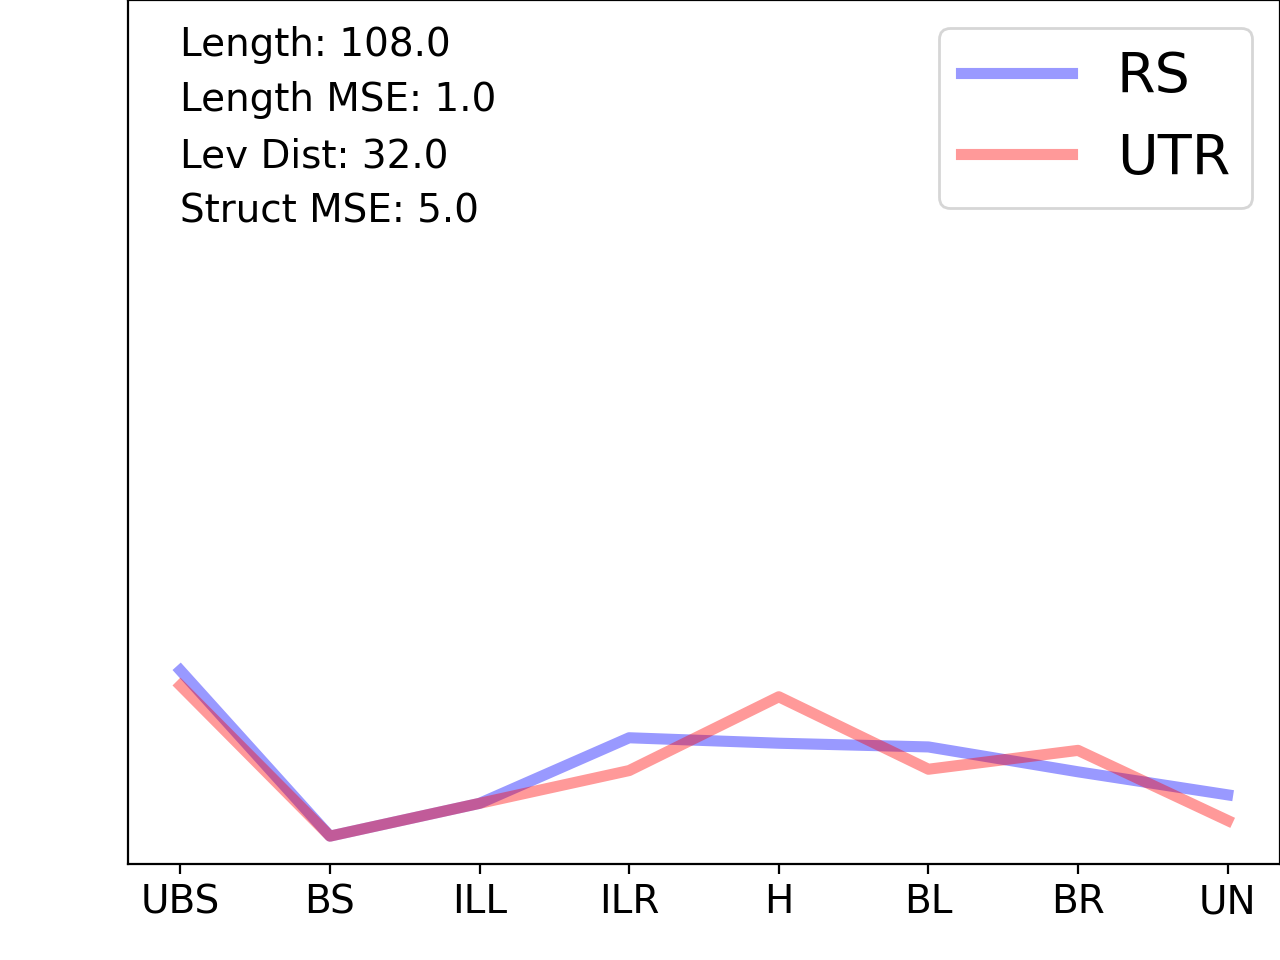 Length: 108.0
Length MSE: 1.0
Lev Dist: 32.0
Struct MSE: 5.0
RS
UTR
UBS BS ILL ILR H BL BR UN